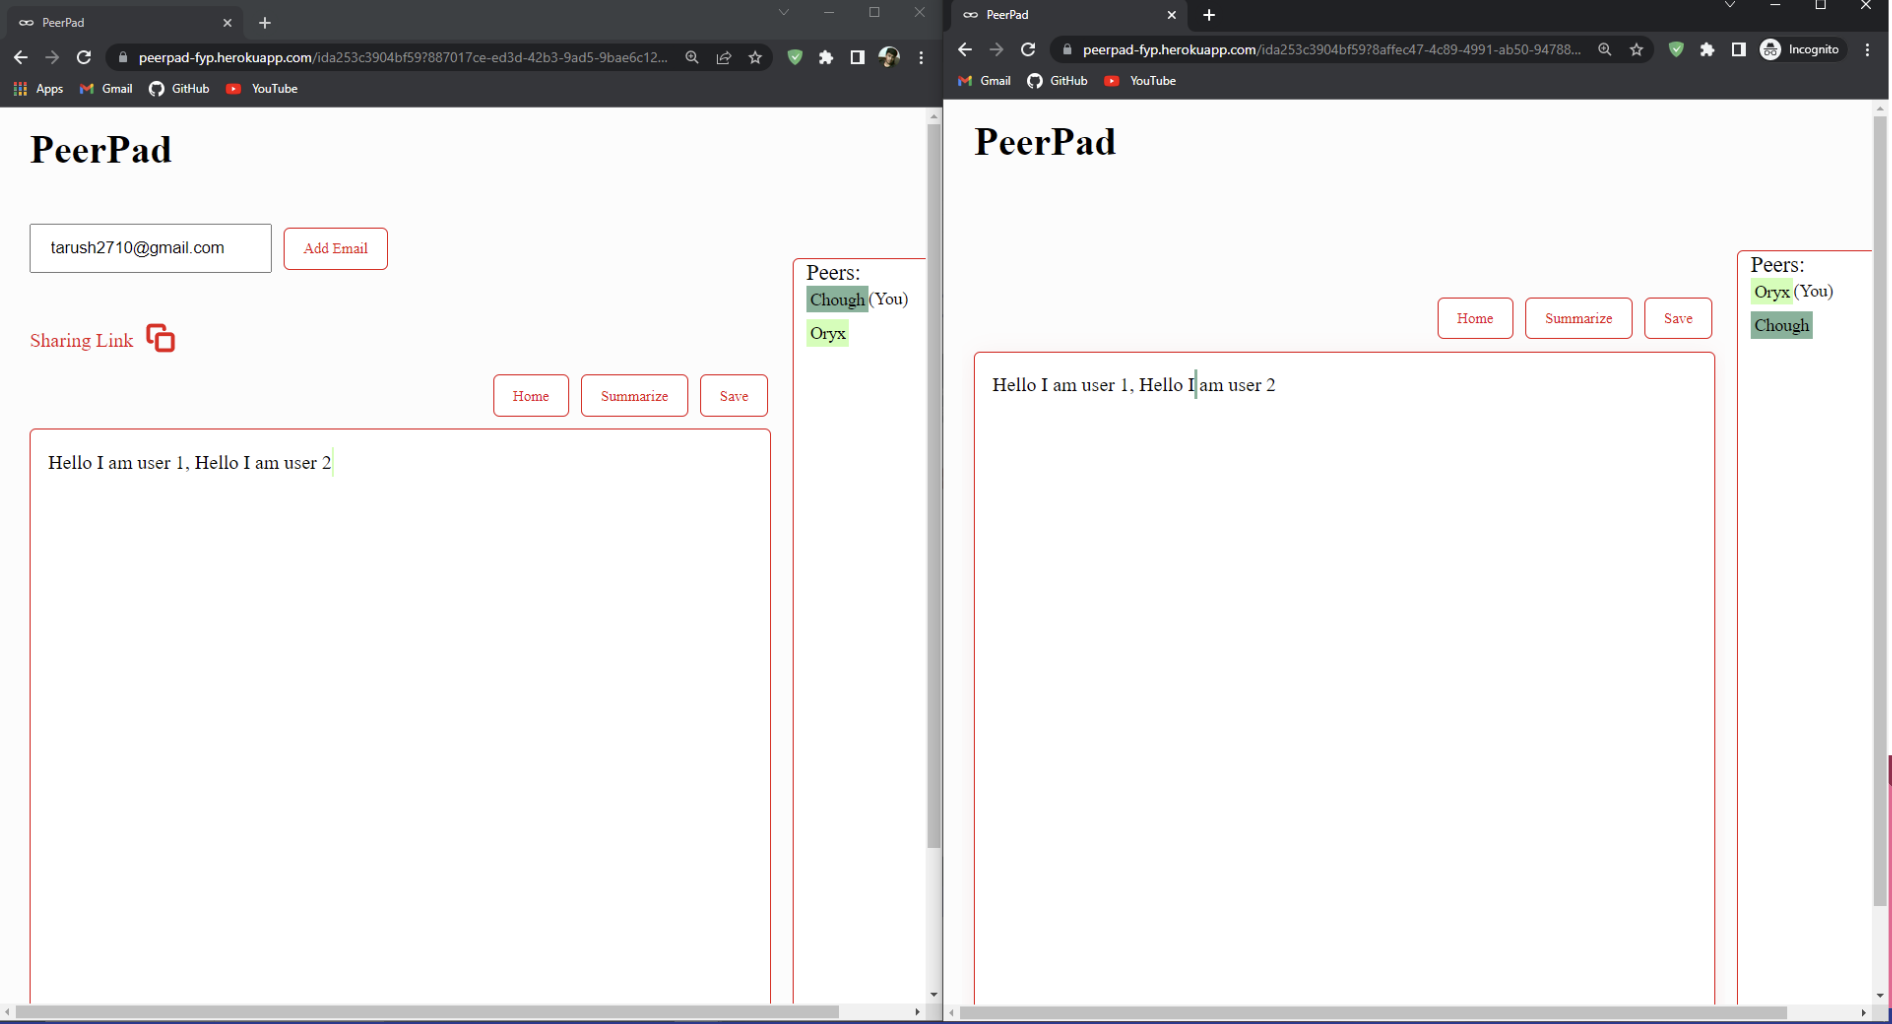 PeerPad
peerpad-fyp.herokuapp.com/ida253c3904bf59?887017ce-ed3d-42b3-9ad5-9bae6c12...
Apps Gmail GitHub YouTube
PeerPad
tarush2710@gmail.com Add Email
Peers:
Chough (You)
Oryx
Sharing Link
Home Summarize Save
Hello I am user 1, Hello I am user 2
PeerPad
peerpad-fyp.herokuapp.com/ida253c3904bf59?8affec47-4c89-4991-ab50-94788... Incognito
Gmail GitHub YouTube
PeerPad
Peers:
Oryx (You)
Chough
Home Summarize Save
Hello I am user 1, Hello I am user 2